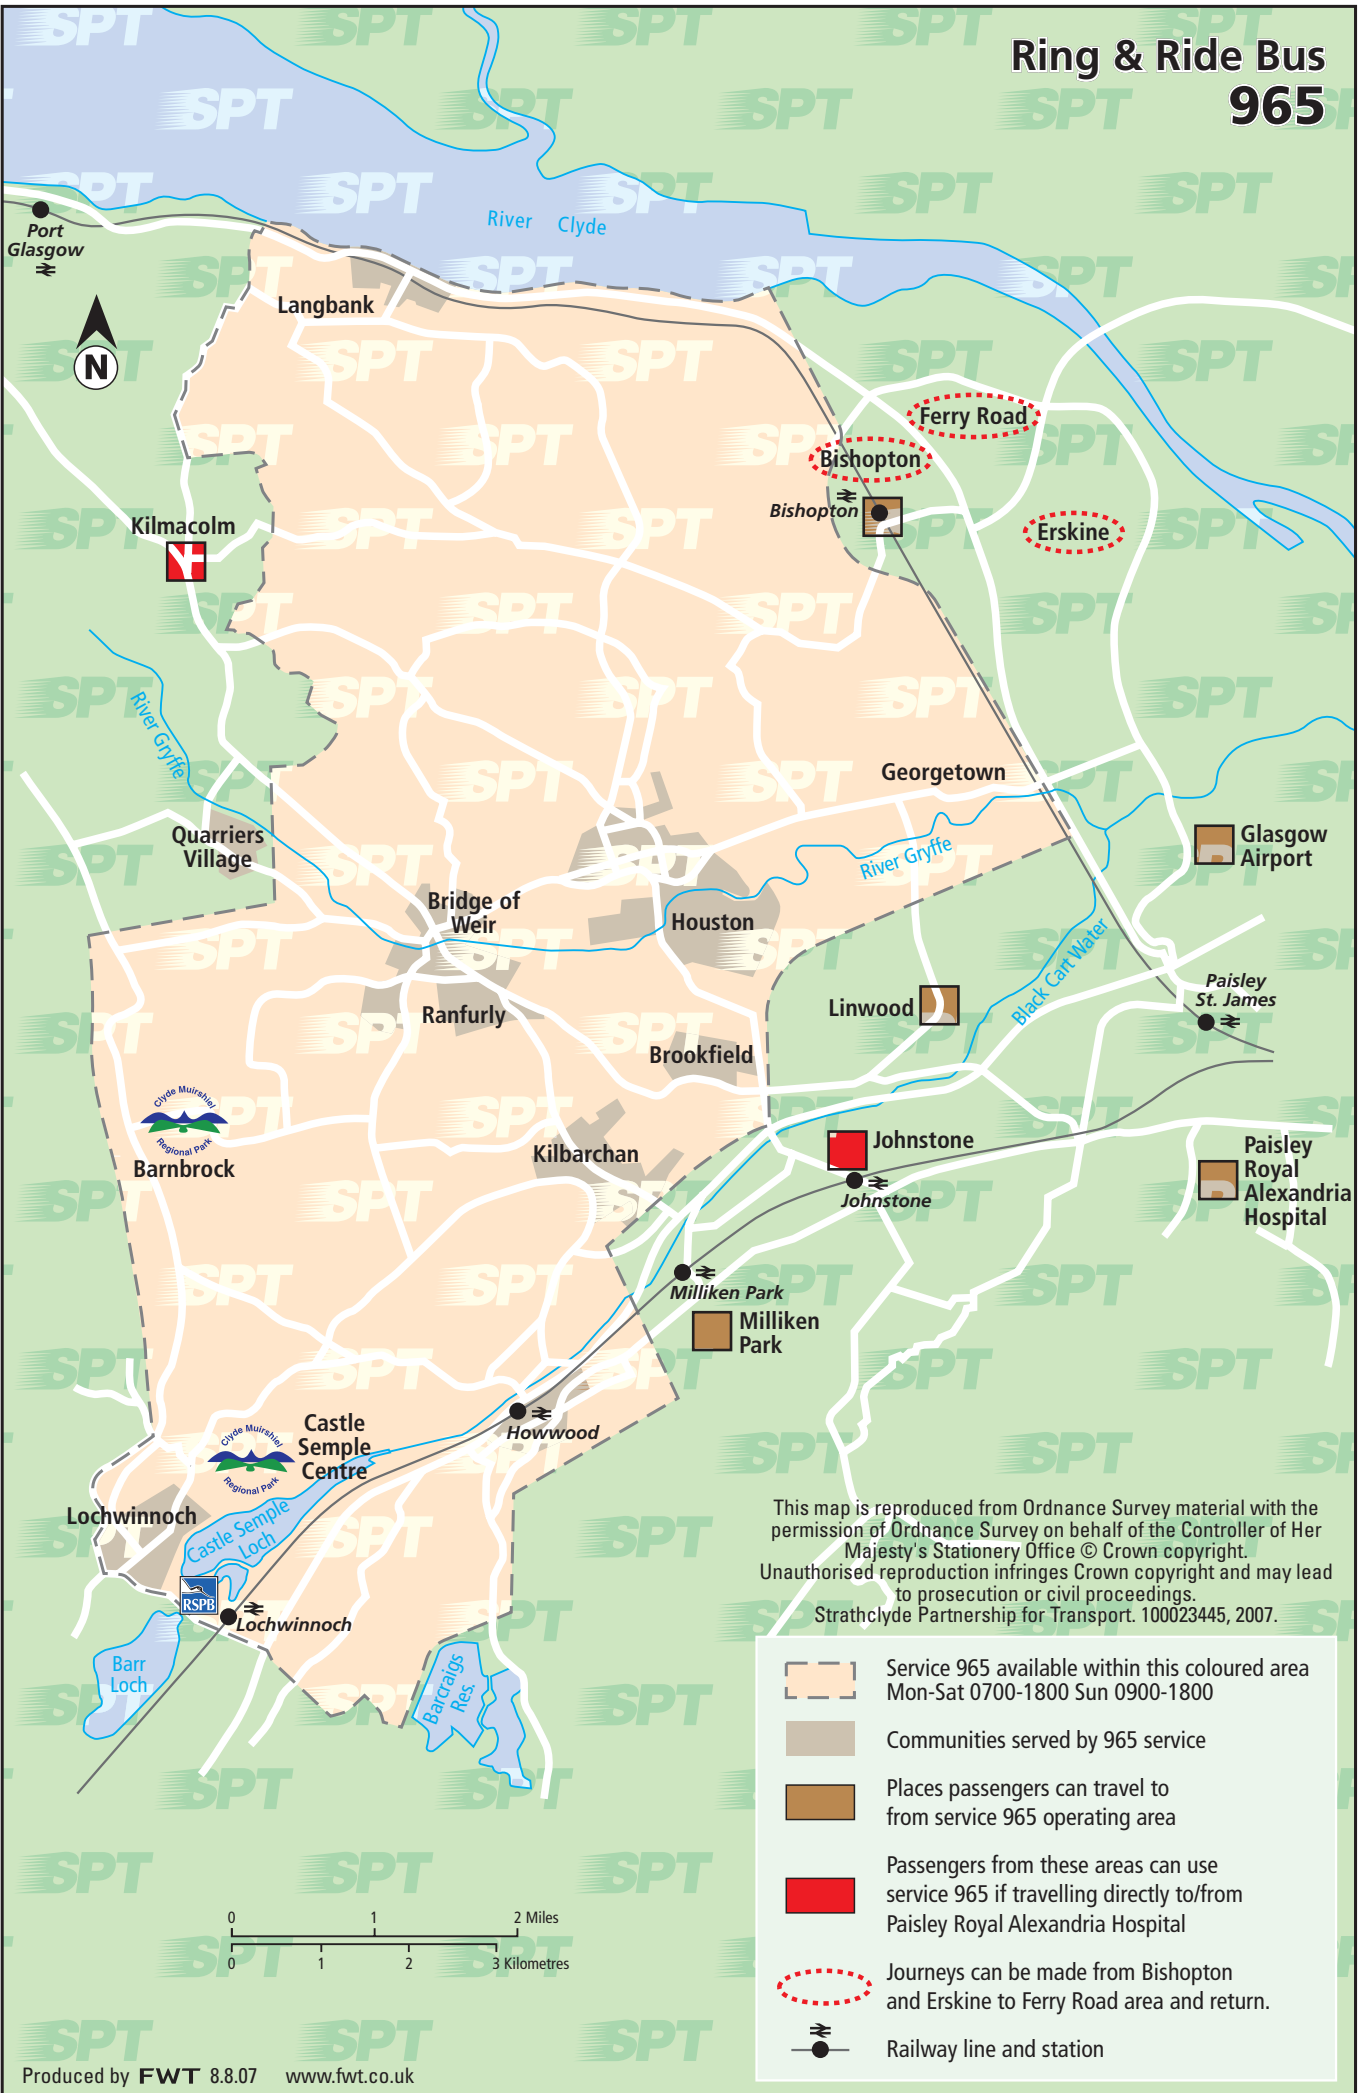 Ring & Ride Bus
965
River Clyde
Port
Glasgow
Langbank
N
Ferry Road
Bishopton
Bishopton
Erskine
Kilmacolm
River Gryffe
Georgetown
Quarriers
Village
River Gryffe
Glasgow
Airport
Bridge of
Weir
Houston
Black Cart Water
Ranfurly
Linwood
Paisley
St. James
Brookfield
Clyde Muirshiel
Regional Park
Barnbrock
Kilbarchan
Johnstone
Johnstone
Paisley
Royal
Alexandria
Hospital
Milliken Park
Milliken
Park
Castle
Semple
Centre
Clyde Muirshiel
Regional Park
Howwood
Lochwinnoch
Castle Semple
Loch
RSPB
Lochwinnoch
Barr
Loch
Barcraigs
Res.
This map is reproduced from Ordnance Survey material with the
permission of Ordnance Survey on behalf of the Controller of Her
Majesty's Stationery Office © Crown copyright.
Unauthorised reproduction infringes Crown copyright and may lead
to prosecution or civil proceedings.
Strathclyde Partnership for Transport. 100023445, 2007.
Service 965 available within this coloured area
Mon-Sat 0700-1800 Sun 0900-1800
Communities served by 965 service
Places passengers can travel to
from service 965 operating area
Passengers from these areas can use
service 965 if travelling directly to/from
Paisley Royal Alexandria Hospital
Journeys can be made from Bishopton
and Erskine to Ferry Road area and return.
Railway line and station
0 1 2 Miles
0 1 2 3 Kilometres
Produced by FWT 8.8.07 www.fwt.co.uk
SPT